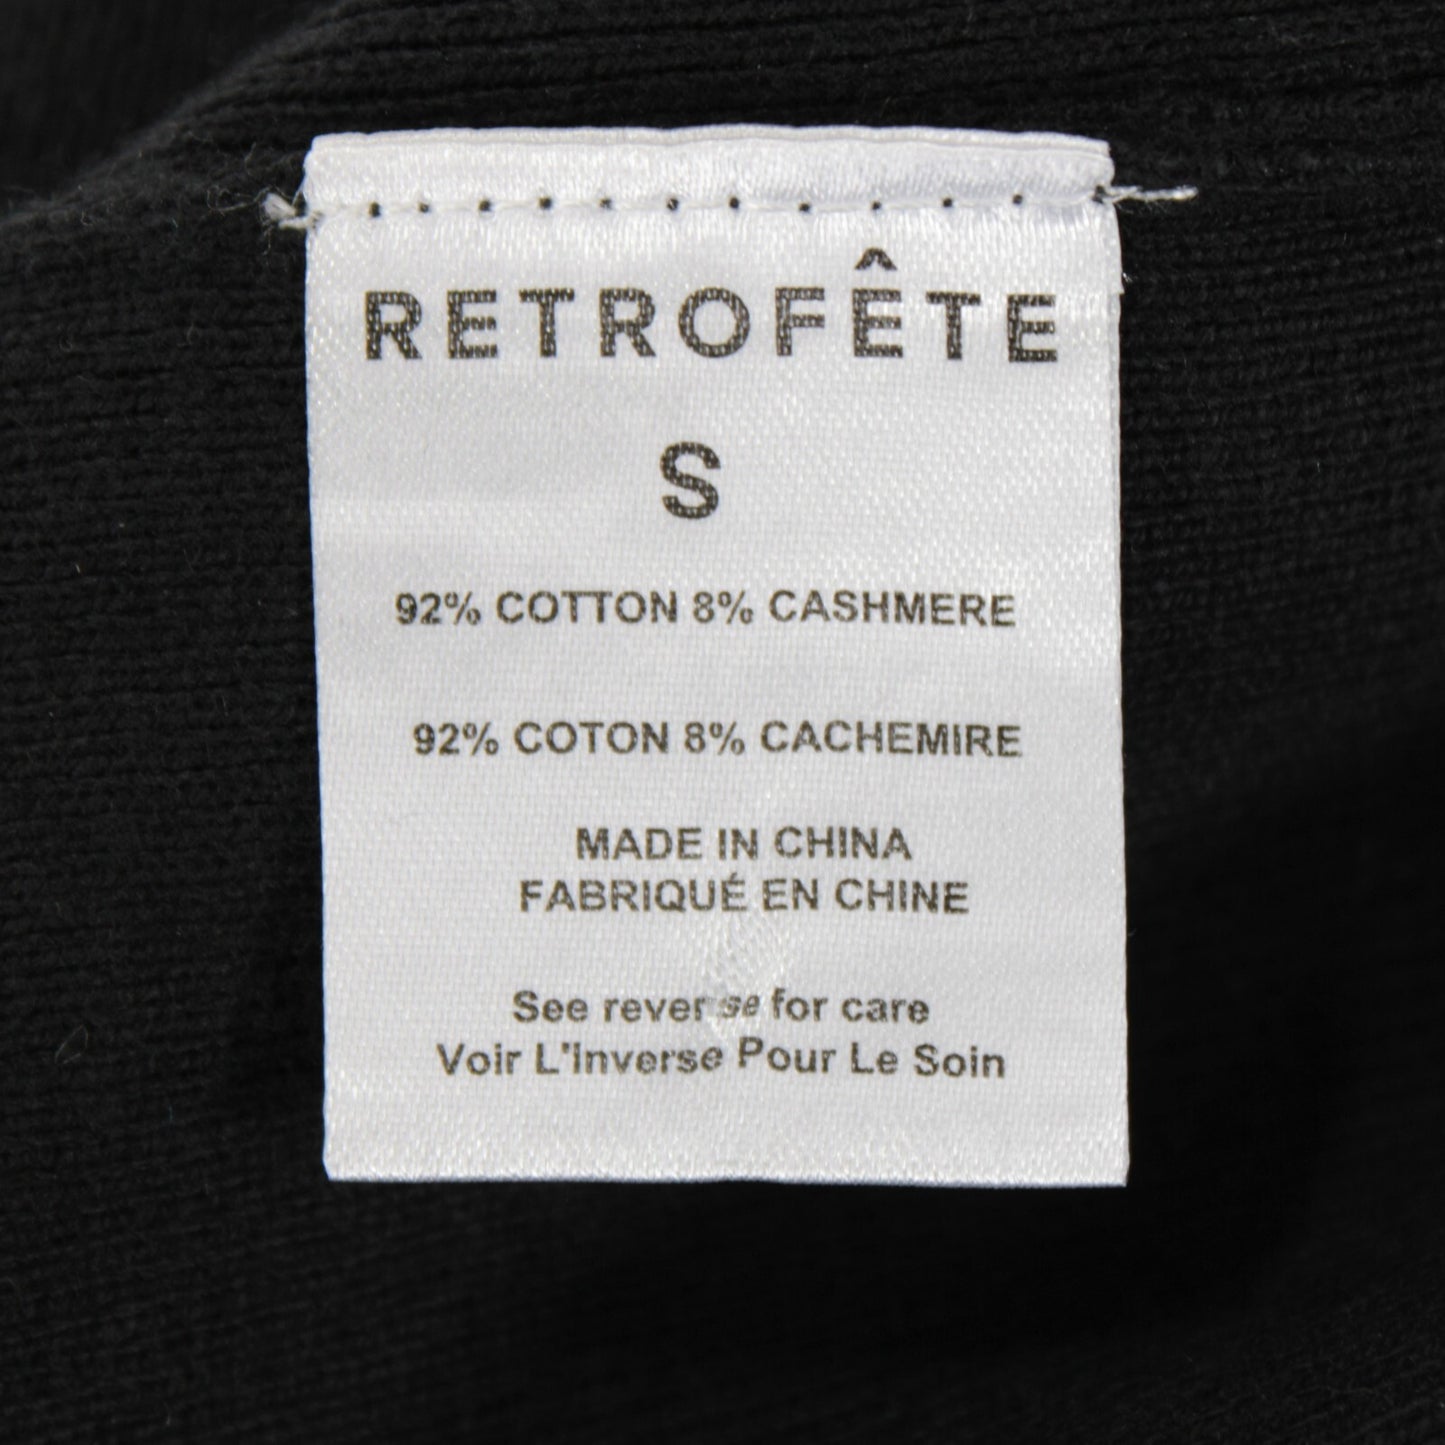 RETROFÊTE
S
92% COTTON 8% CASHMERE
92% COTON 8% CACHEMIRE
MADE IN CHINA
FABRIQUÉ EN CHINE
See reverse for care
Voir L'Inverse Pour Le Soin